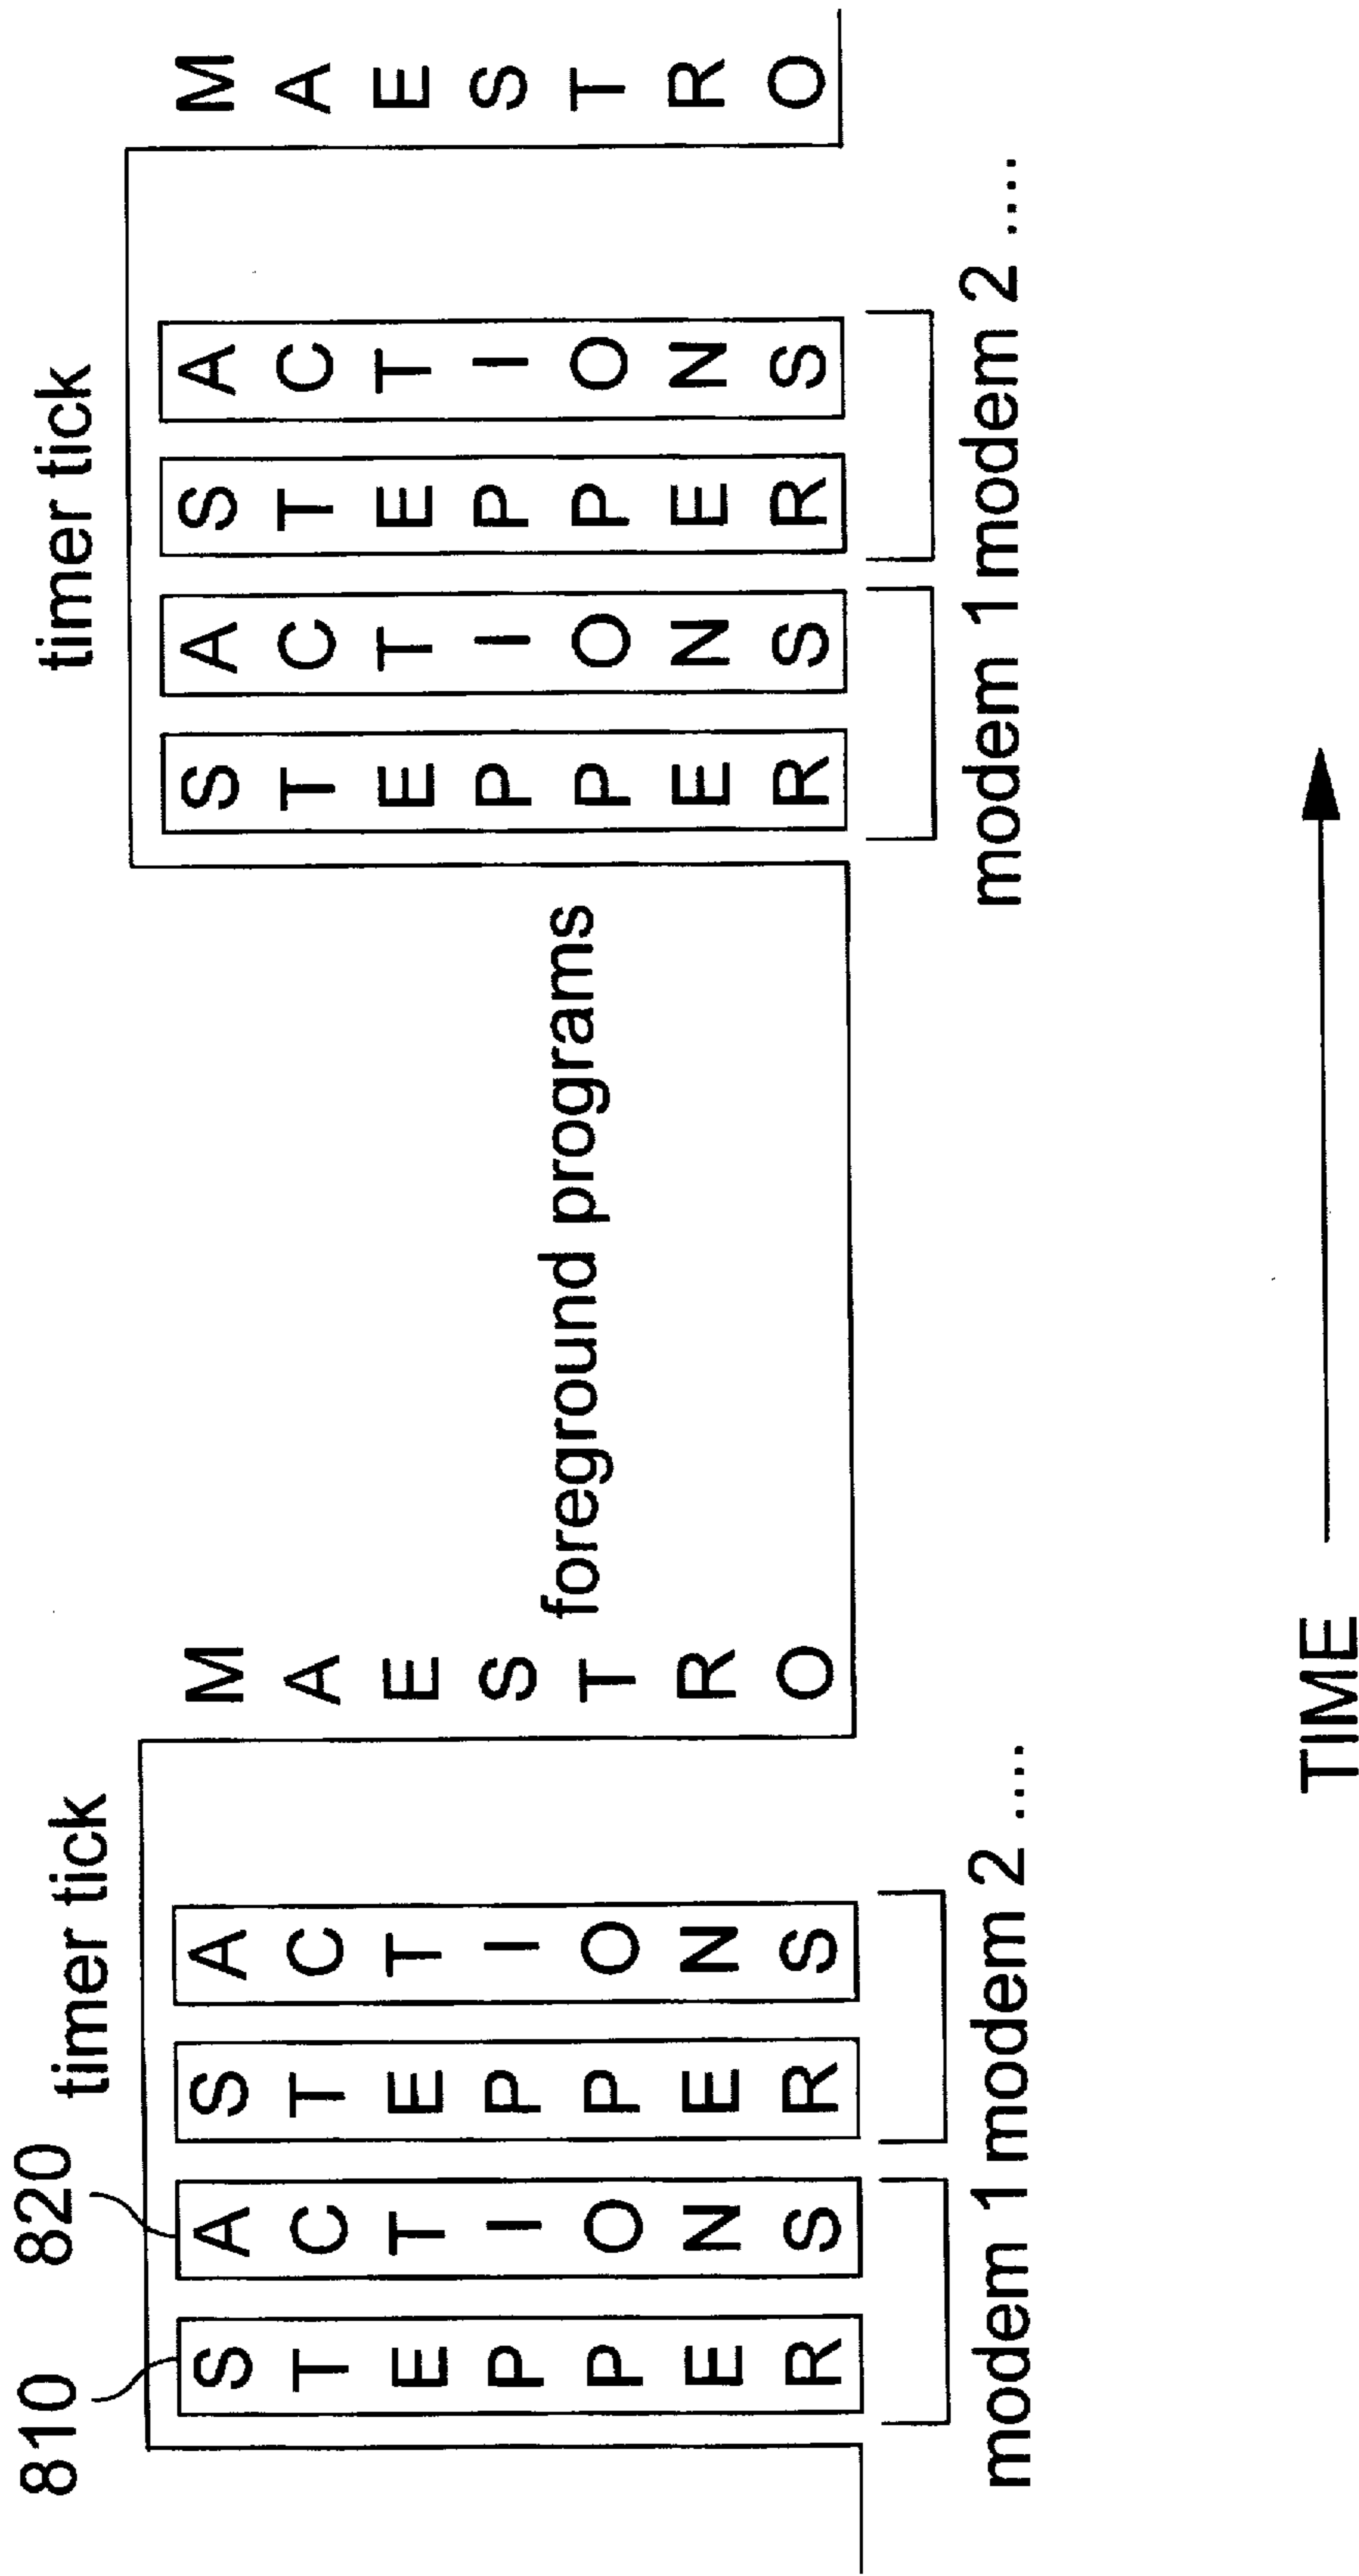 810
820
timer tick
timer tick
STEPPER
ACTIONS
STEPPER
ACTIONS
MAESTRO
foreground programs
STEPPER
ACTIONS
STEPPER
ACTIONS
MAESTRO
modem 1 modem 2 ....
modem 1 modem 2 ....
TIME